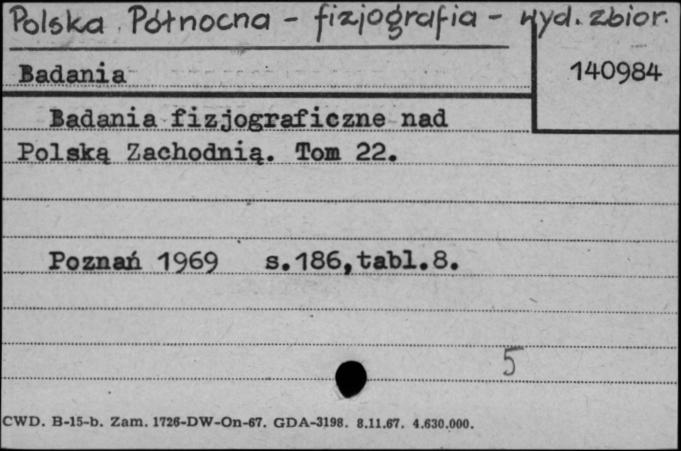 Polska Północna - fizjografia - wyd. zbior.
Badania
140984
Badania fizjograficzne nad
Polską Zachodnią. Tom 22.
Poznań 1969 s.186,tabl.8.
5
CWD. B-15-b. Zam. 1726-DW-On-67. GDA-3198. 8.11.67. 4.630.000.